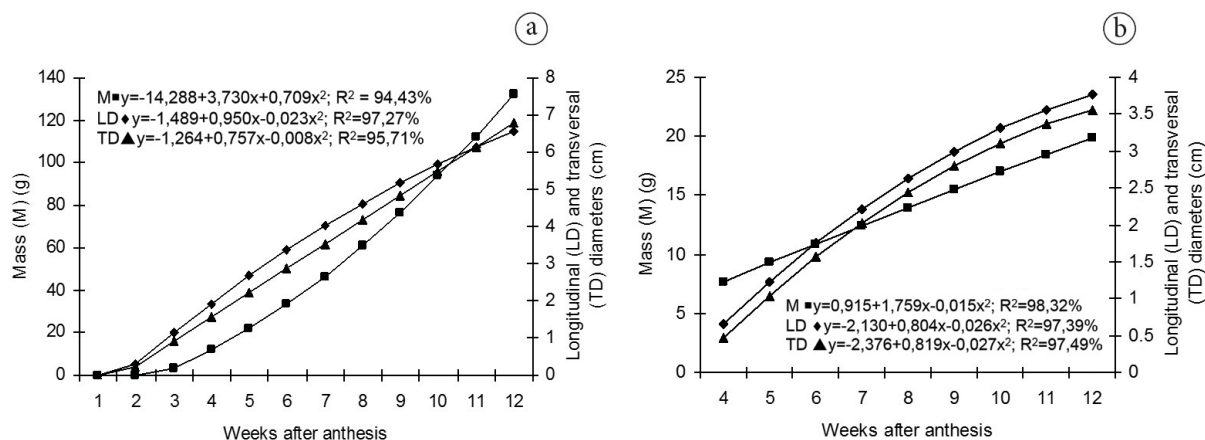 a
140
120
100
80
60
40
20
0
Mass (M) (g)
M■y=-14,288+3,730x+0,709x²; R² = 94,43%
LD♦y=-1,489+0,950x-0,023x²; R²=97,27%
TD▲y=-1,264+0,757x-0,008x²; R²=95,71%
8
7
6
5
4
3
2
1
0
Longitudinal (LD) and transversal
(TD) diameters (cm)
1 2 3 4 5 6 7 8 9 10 11 12
Weeks after anthesis
b
25
20
15
10
5
0
Mass (M) (g)
M ■y=0,915+1,759x-0,015x²; R²=98,32%
LD ♦y=-2,130+0,804x-0,026x²; R²=97,39%
TD ▲y=-2,376+0,819x-0,027x²; R²=97,49%
4
3.5
3
2.5
2
1.5
1
0.5
0
Longitudinal (LD) and transversal
(TD) diameters (cm)
4 5 6 7 8 9 10 11 12
Weeks after anthesis